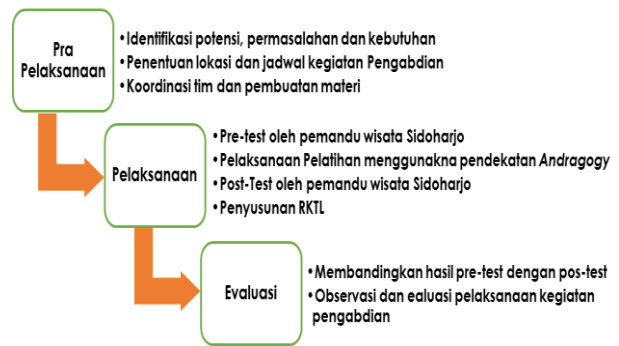 Pra
Pelaksanaan
•Identifikasi potensi, permasalahan dan kebutuhan
•Penentuan lokasi dan jadwal kegiatan Pengabdian
•Koordinasi tim dan pembuatan materi
Pelaksanaan
•Pre-test oleh pemandu wisata Sidoharjo
•Pelaksanaan Pelatihan menggunakna pendekatan Andragogy
•Post-Test oleh pemandu wisata Sidoharjo
•Penyusunan RKTL
Evaluasi
•Membandingkan hasil pre-test dengan pos-test
•Observasi dan ealuasi pelaksanaan kegiatan
pengabdian